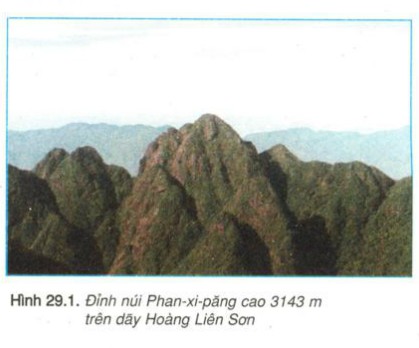 Hình 29.1. Đỉnh núi Phan-xi-păng cao 3143 m
trên dãy Hoàng Liên Sơn